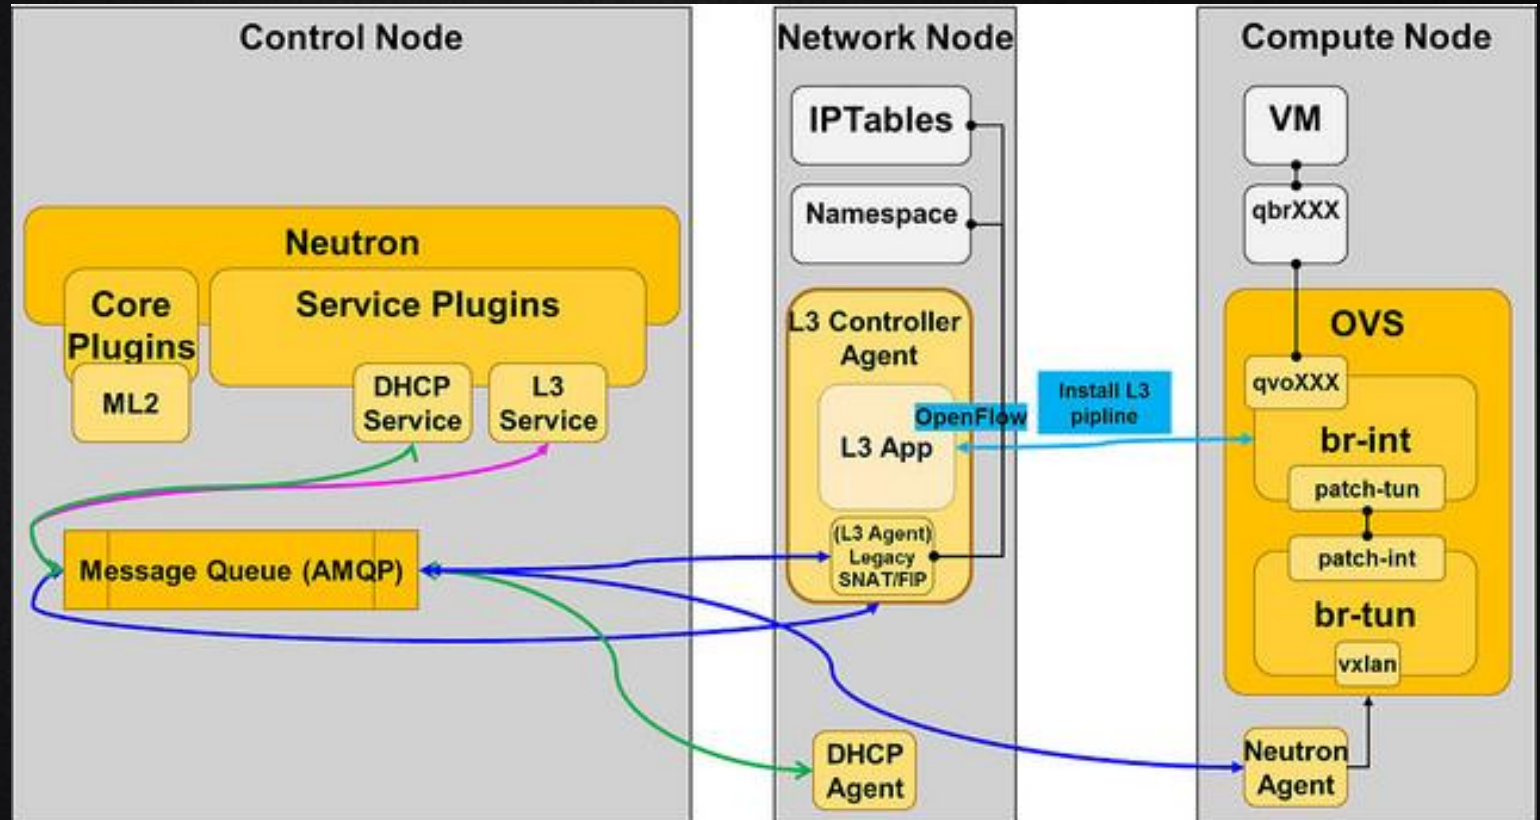 Control Node
Neutron
Core
Plugins
Service Plugins
ML2
DHCP
Service
L3
Service
Message Queue (AMQP)
Network Node
IPTables
Namespace
L3 Controller
Agent
L3 App
OpenFlow
(L3 Agent)
Legacy
SNAT/FIP
DHCP
Agent
Install L3
pipline
Compute Node
VM
qbrXXX
OVS
qvoXXX
br-int
patch-tun
patch-int
br-tun
vxlan
Neutron
Agent